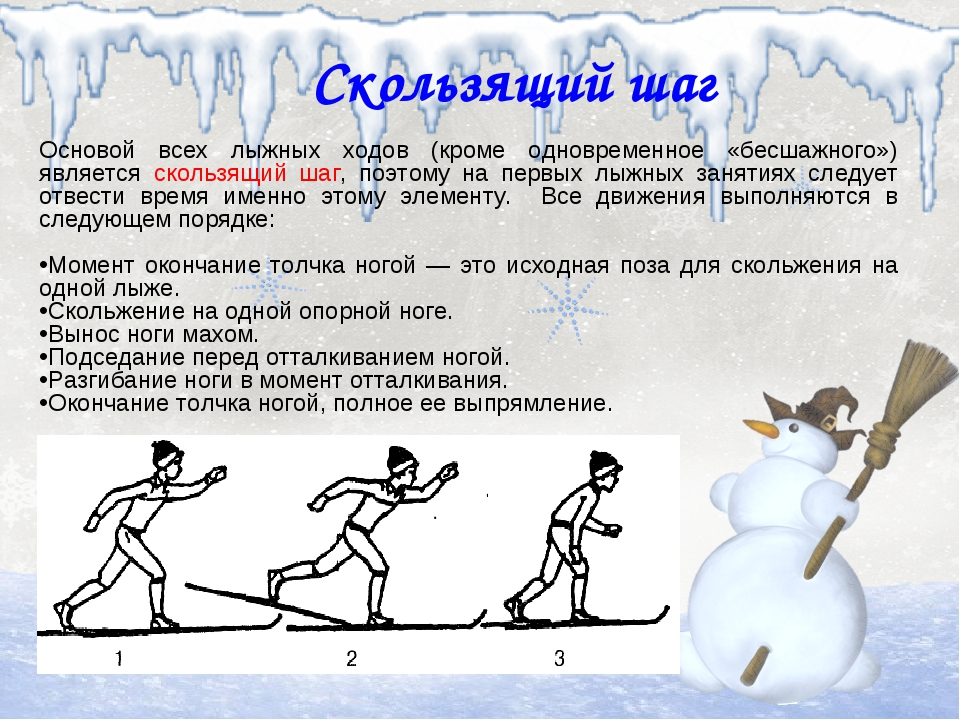 Скользящий шаг
Основой всех лыжных ходов (кроме одновременное «бесшажного»)
является скользящий шаг, поэтому на первых лыжных занятиях следует
отвести время именно этому элементу. Все движения выполняются в
следующем порядке:
•Момент окончание толчка ногой — это исходная поза для скольжения на
одной лыже.
•Скольжение на одной опорной ноге.
•Вынос ноги махом.
•Подседание перед отталкиванием ногой.
•Разгибание ноги в момент отталкивания.
•Окончание толчка ногой, полное ее выпрямление.
1 2 3